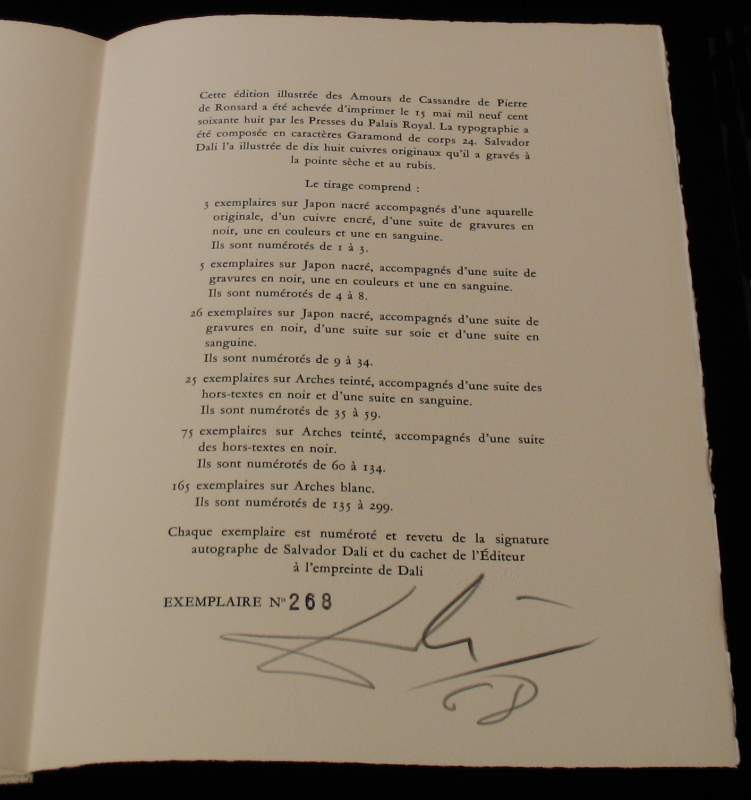 Cette édition illustrée des Amours de Cassandre de Pierre
de Ronsard a été achevée d'imprimer le 15 mai mil neuf cent
soixante huit par les Presses du Palais Royal. La typographie a
été composée en caractères Garamond de corps 24. Salvador
Dali l'a illustrée de dix huit cuivres originaux qu'il a gravés à
la pointe sèche et au rubis.
Le tirage comprend :
3 exemplaires sur Japon nacré accompagnés d'une aquarelle
originale, d'un cuivre encré, d'une suite de gravures en
noir, une en couleurs et une en sanguine.
Ils sont numérotés de 1 à 3.
5 exemplaires sur Japon nacré, accompagnés d'une suite de
gravures en noir, une en couleurs et une en sanguine.
Ils sont numérotés de 4 à 8.
26 exemplaires sur Japon nacré, accompagnés d'une suite de
gravures en noir, d'une suite sur soie et d'une suite en
sanguine.
Ils sont numérotés de 9 à 34.
25 exemplaires sur Arches teinté, accompagnés d'une suite des
hors-textes en noir et d'une suite en sanguine.
Ils sont numérotés de 35 à 59.
75 exemplaires sur Arches teinté, accompagnés d'une suite
des hors-textes en noir.
Ils sont numérotés de 60 à 134.
165 exemplaires sur Arches blanc.
Ils sont numérotés de 135 à 299.
Chaque exemplaire est numéroté et revetu de la signature
autographe de Salvador Dali et du cachet de l'Éditeur
à l'empreinte de Dali
EXEMPLAIRE Nº 268
Dali
68